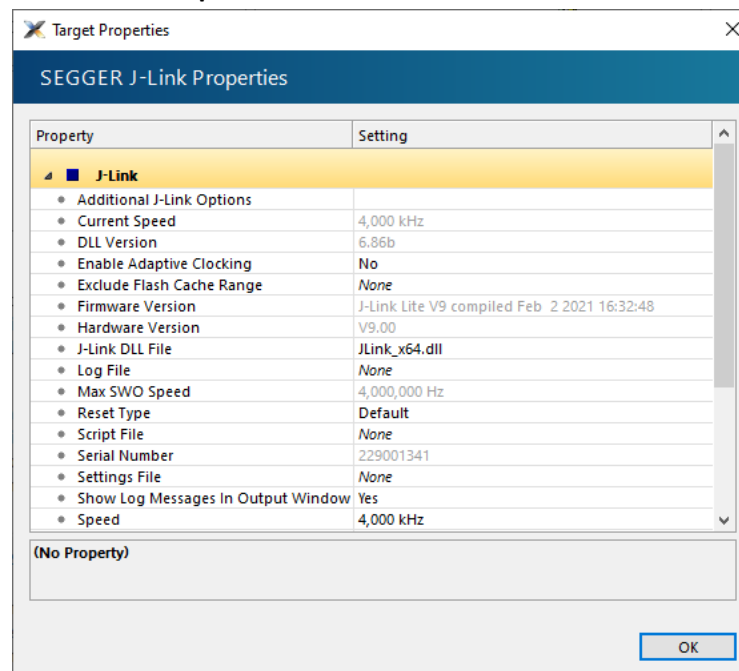 Target Properties
SEGGER J-Link Properties
Property Setting
J-Link
Additional J-Link Options
Current Speed 4,000 kHz
DLL Version 6.86b
Enable Adaptive Clocking No
Exclude Flash Cache Range None
Firmware Version J-Link Lite V9 compiled Feb  2 2021 16:32:48
Hardware Version V9.00
J-Link DLL File JLink_x64.dll
Log File None
Max SWO Speed 4,000,000 Hz
Reset Type Default
Script File None
Serial Number 229001341
Settings File None
Show Log Messages In Output Window Yes
Speed 4,000 kHz
(No Property)
OK